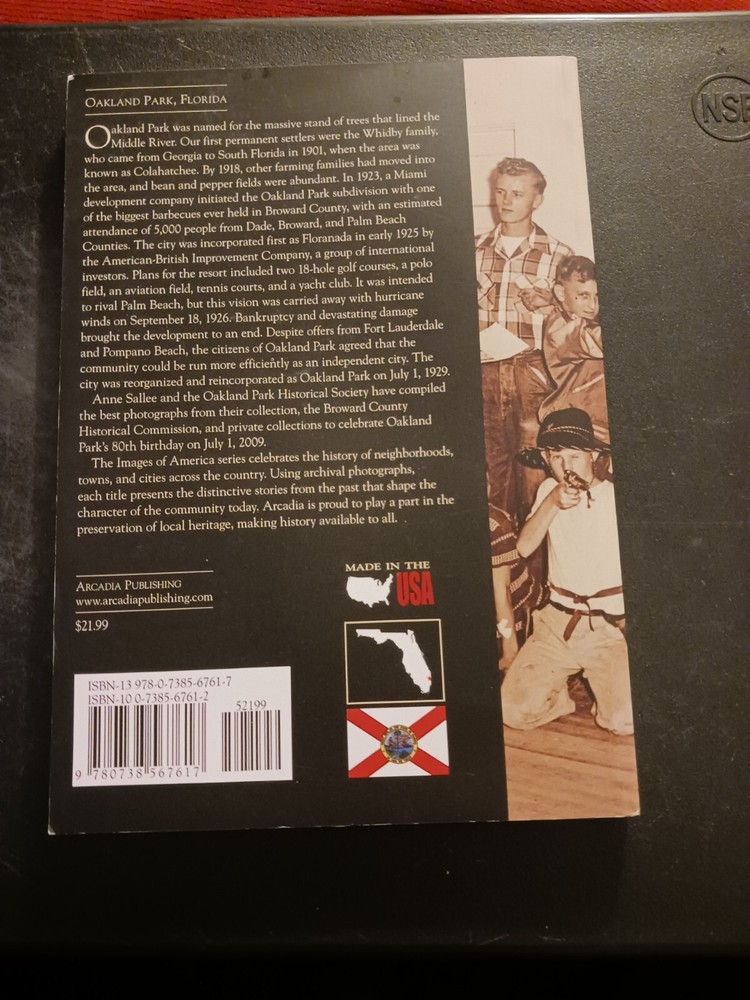 OAKLAND PARK, FLORIDA
Oakland Park was named for the massive stand of trees that lined the
Middle River. Our first permanent settlers were the Whidby family,
who came from Georgia to South Florida in 1901, when the area was
known as Colahatchee. By 1918, other farming families had moved into
the area, and bean and pepper fields were abundant. In 1923, a Miami
development company initiated the Oakland Park subdivision with one
of the biggest barbecues ever held in Broward County, with an estimated
attendance of 5,000 people from Dade, Broward, and Palm Beach
Counties. The city was incorporated first as Floranada in early 1925 by
the American-British Improvement Company, a group of international
investors. Plans for the resort included two 18-hole golf courses, a polo
field, an aviation field, tennis courts, and a yacht club. It was intended
to rival Palm Beach, but this vision was carried away with hurricane
winds on September 18, 1926. Bankruptcy and devastating damage
brought the development to an end. Despite offers from Fort Lauderdale
and Pompano Beach, the citizens of Oakland Park agreed that the
community could be run more efficiently as an independent city. The
city was reorganized and reincorporated as Oakland Park on July 1, 1929.
Anne Sallee and the Oakland Park Historical Society have compiled
the best photographs from their collection, the Broward County
Historical Commission, and private collections to celebrate Oakland
Park's 80th birthday on July 1, 2009.
The Images of America series celebrates the history of neighborhoods,
towns, and cities across the country. Using archival photographs,
each title presents the distinctive stories from the past that shape the
character of the community today. Arcadia is proud to play a part in the
preservation of local heritage, making history available to all.
ARCADIA PUBLISHING
www.arcadiapublishing.com
$21.99
MADE IN THE
USA
ISBN-13 978-0-7385-6761-7
ISBN-10 0-7385-6761-2
52199
9 780738 567617